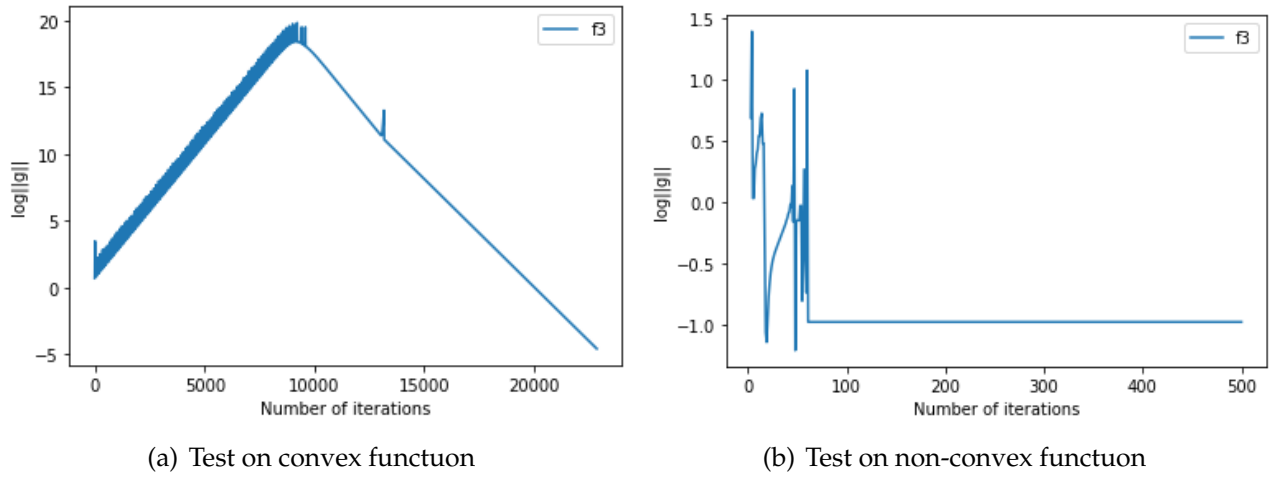 20
15
10
5
0
−5
log||g||
f3
0
5000
10000
15000
20000
Number of iterations
(a) Test on convex functuon
1.5
1.0
0.5
0.0
−0.5
−1.0
log||g||
f3
0
100
200
300
400
500
Number of iterations
(b) Test on non-convex functuon